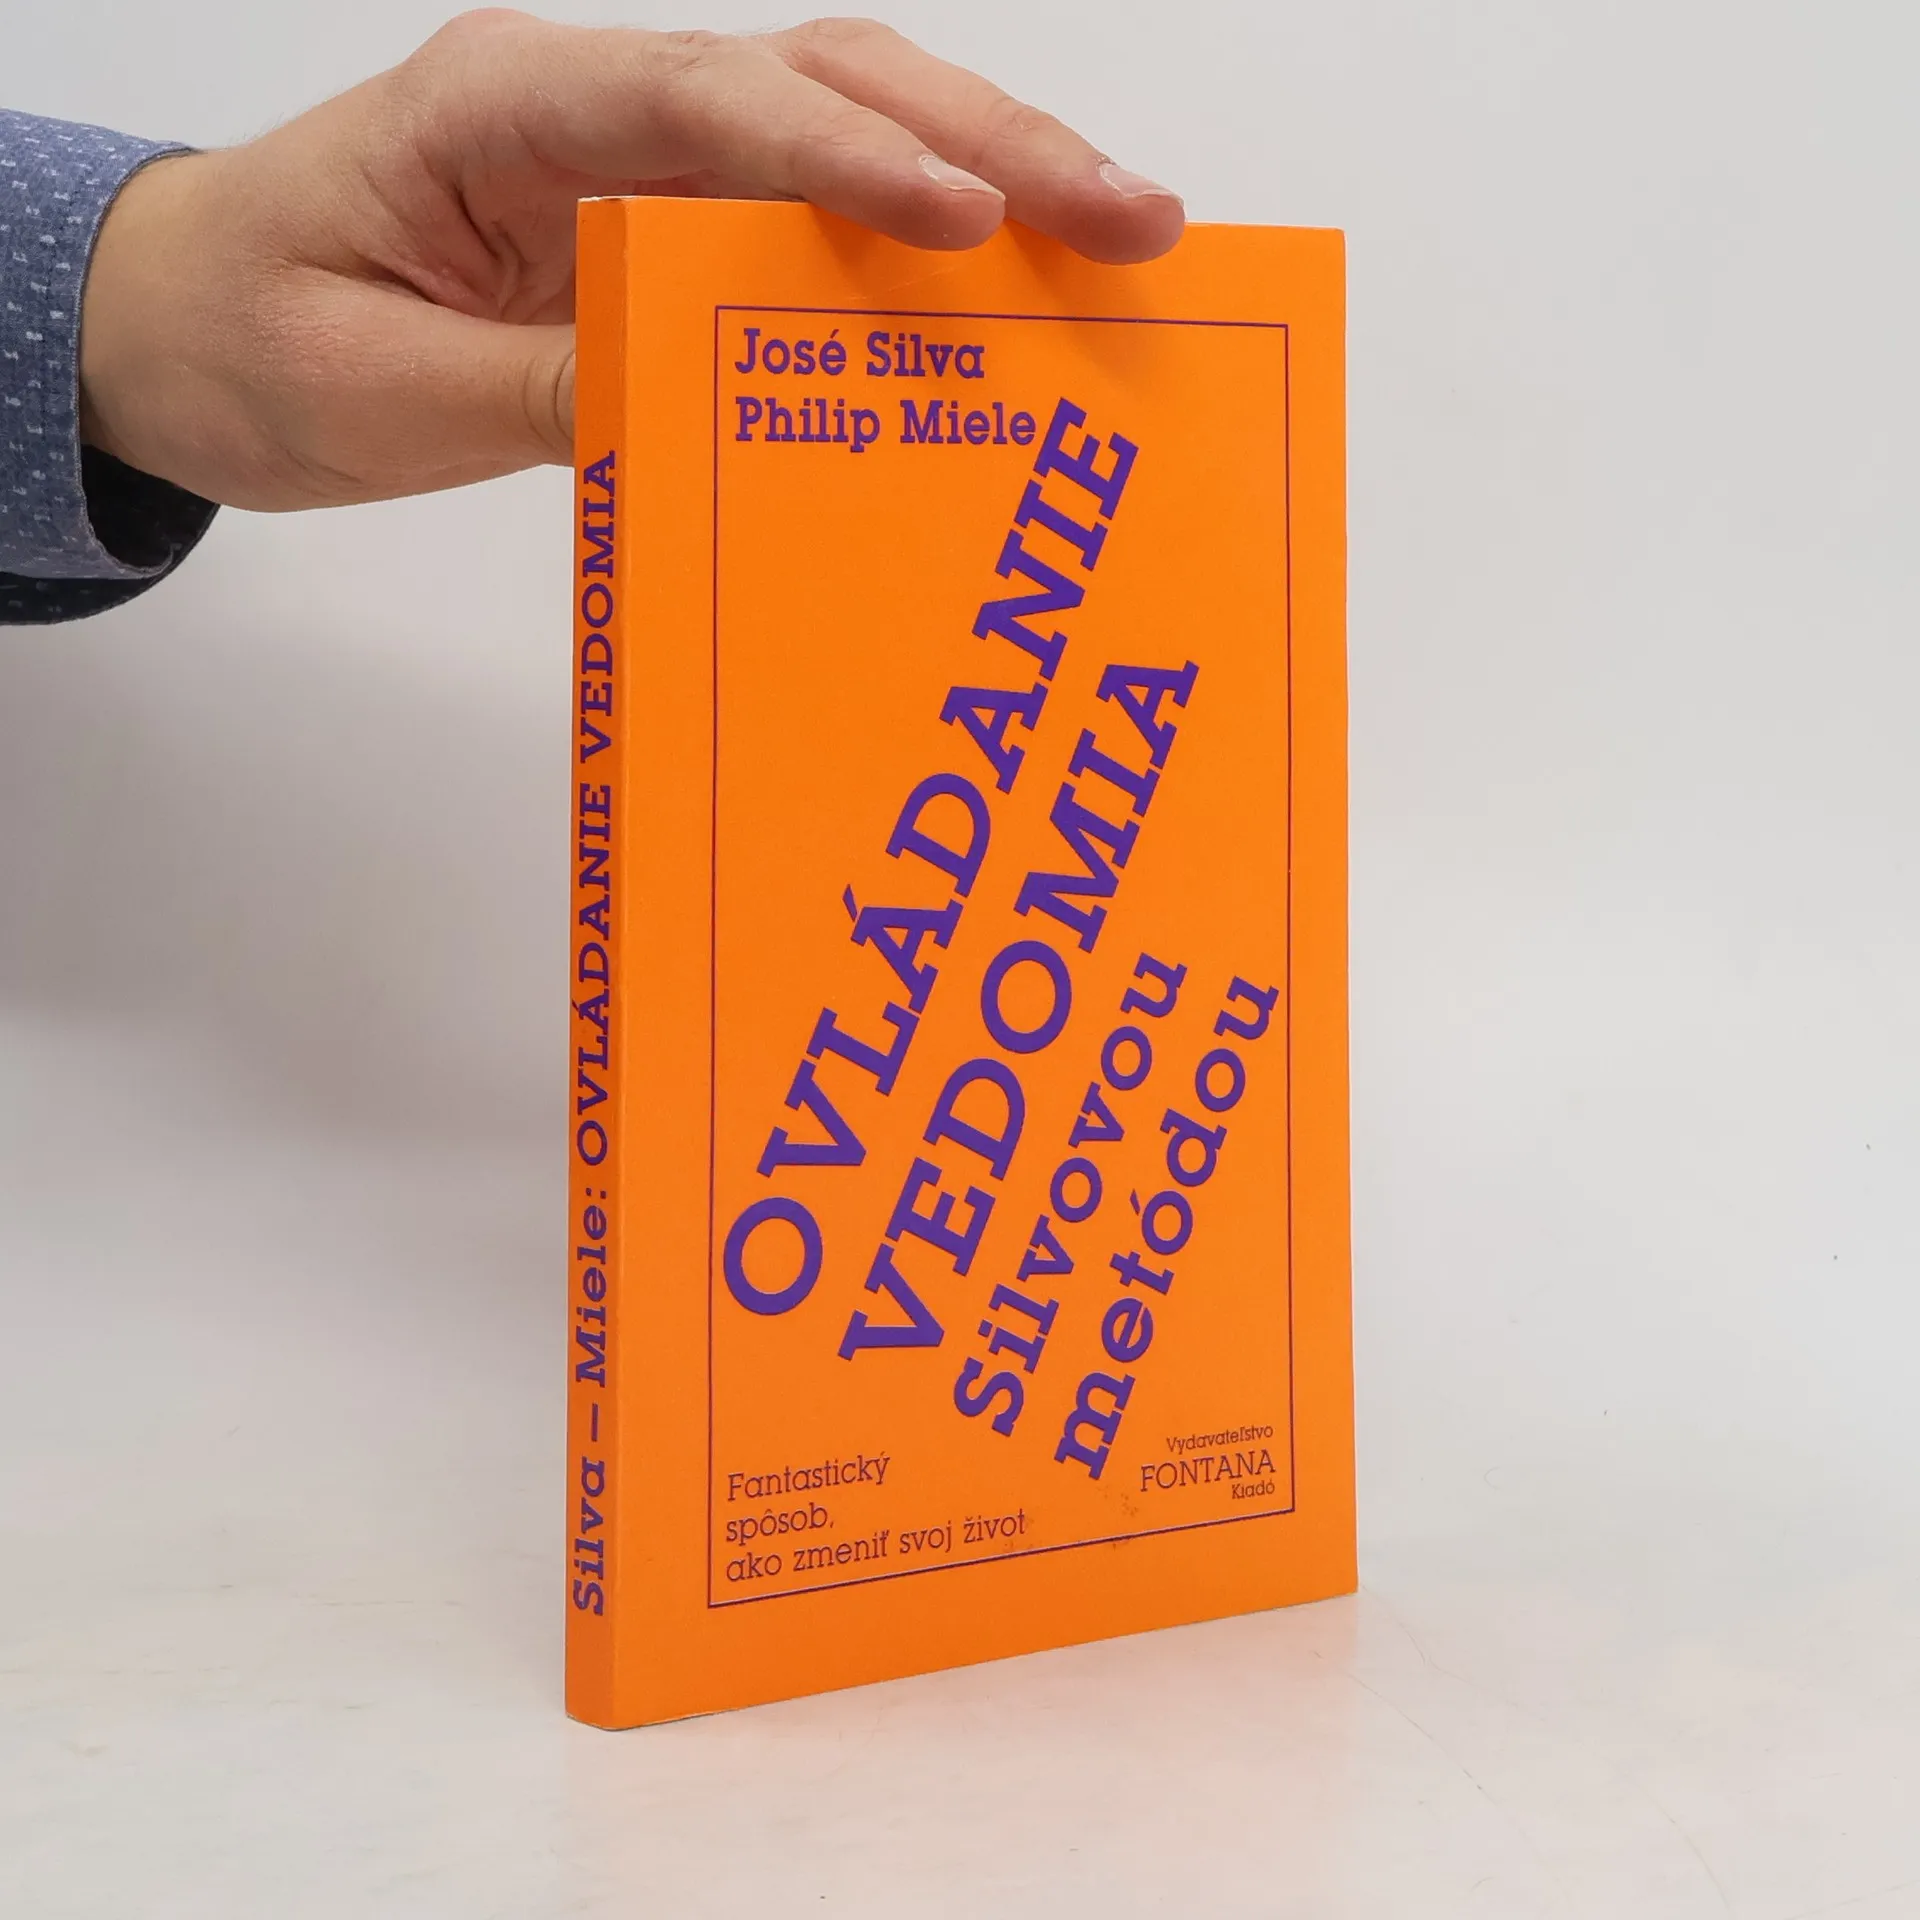 José Silva
Philip Miele
OVLÁDANIE
VEDOMIA
Silvovou
metódou
Fantastický
spôsob,
ako zmeniť svoj život
Vydavateľstvo
FONTANA
Kiadó
Silva – Miele: OVLÁDANIE VEDOMIA